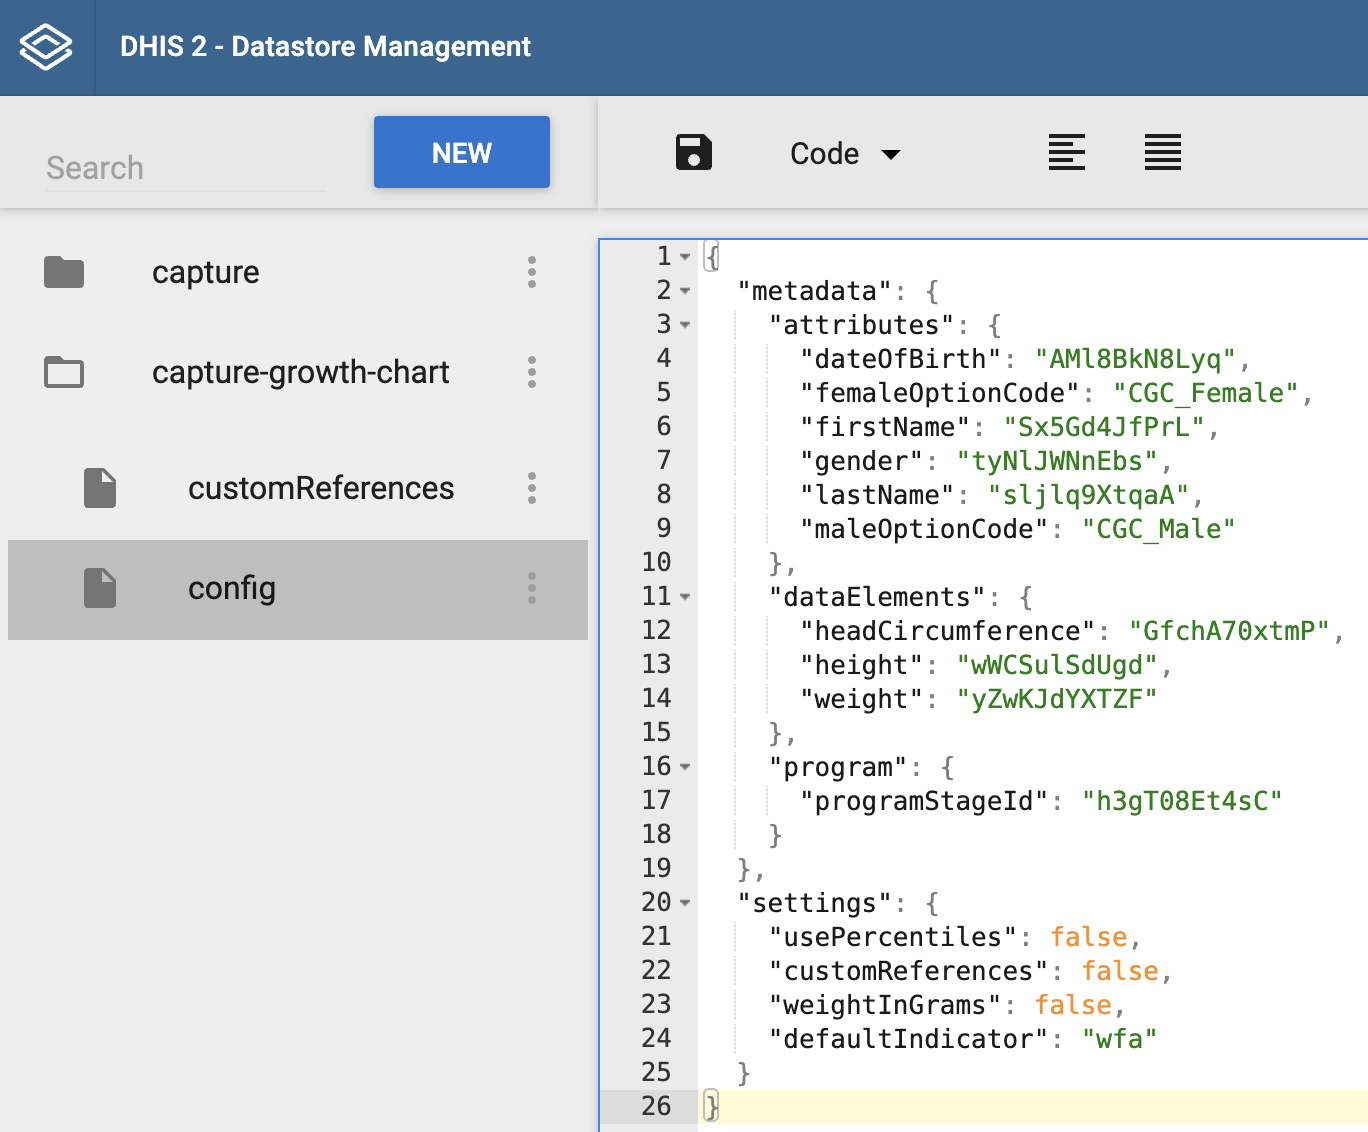 DHIS 2 - Datastore Management
Search
NEW
Code
capture
capture-growth-chart
customReferences
config
1 {
2 "metadata": {
3 "attributes": {
4 "dateOfBirth": "AMl8BkN8Lyq",
5 "femaleOptionCode": "CGC_Female",
6 "firstName": "Sx5Gd4JfPrL",
7 "gender": "tyNlJWNnEbs",
8 "lastName": "sljlq9XtqaA",
9 "maleOptionCode": "CGC_Male"
10 },
11 "dataElements": {
12 "headCircumference": "GfchA70xtmP",
13 "height": "wWCSulSdUgd",
14 "weight": "yZwKJdYXTZF"
15 },
16 "program": {
17 "programStageId": "h3gT08Et4sC"
18 }
19 },
20 "settings": {
21 "usePercentiles": false,
22 "customReferences": false,
23 "weightInGrams": false,
24 "defaultIndicator": "wfa"
25 }
26 }